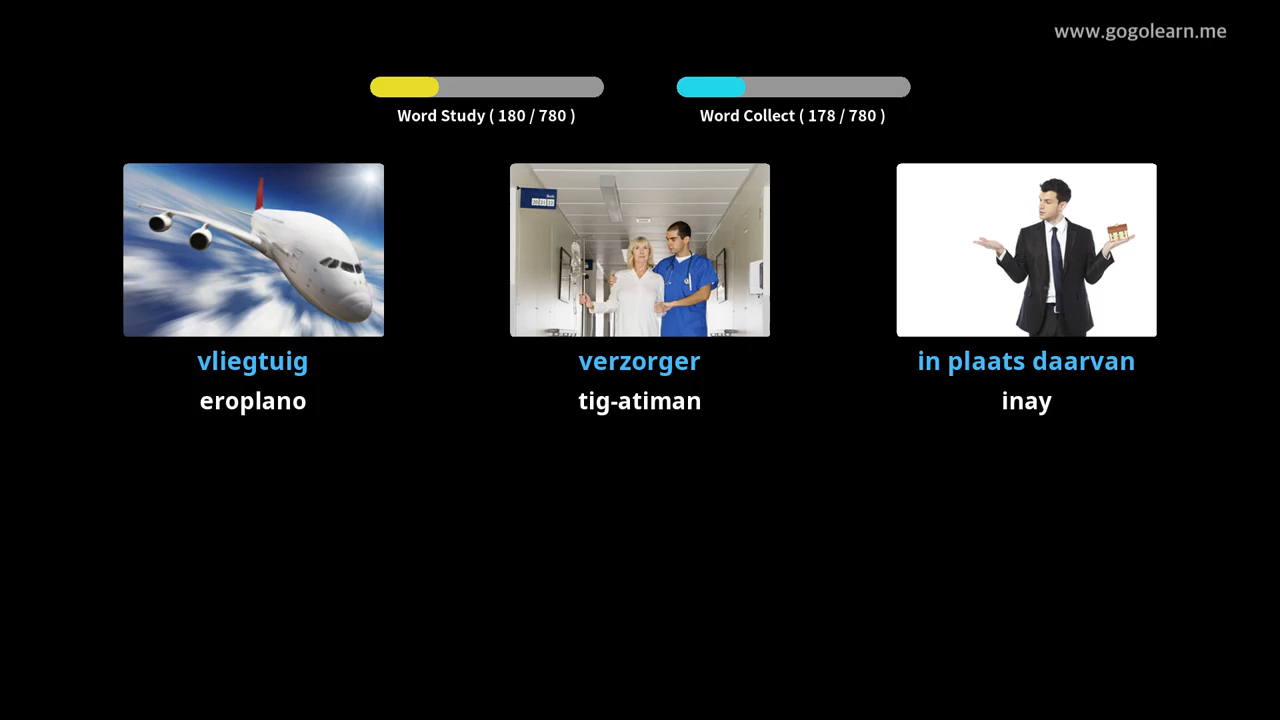 www.gogolearn.me
Word Study ( 180 / 780 )
Word Collect ( 178 / 780 )
vliegtuig
verzorger
in plaats daarvan
eroplano
tig-atiman
inay